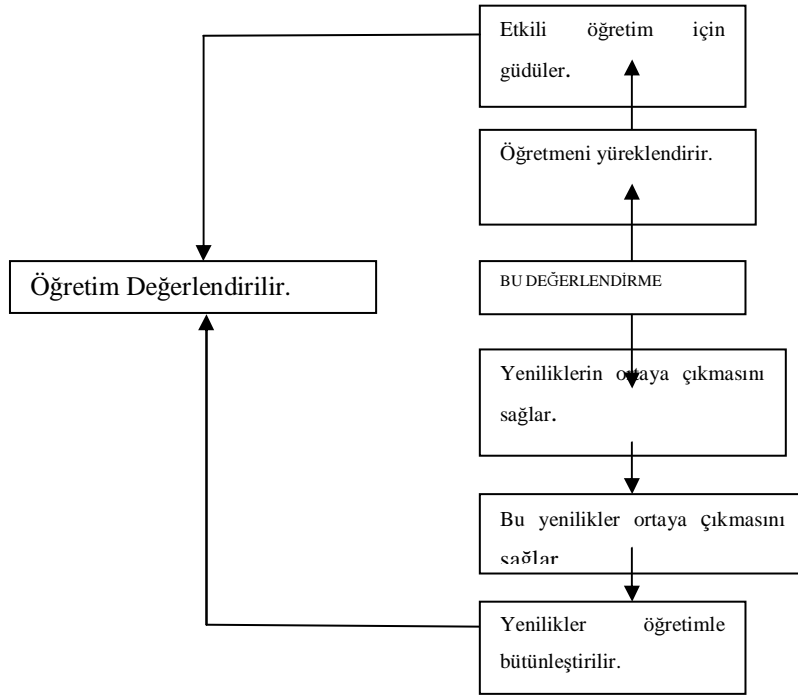 Etkili öğretim için
güdüler.
Öğretmeni yüreklendirir.
Öğretim Değerlendirilir.
BU DEĞERLENDİRME
Yeniliklerin ortaya çıkmasını
sağlar.
Bu yenilikler ortaya çıkmasını
sağlar
Yenilikler öğretimle
bütünleştirilir.